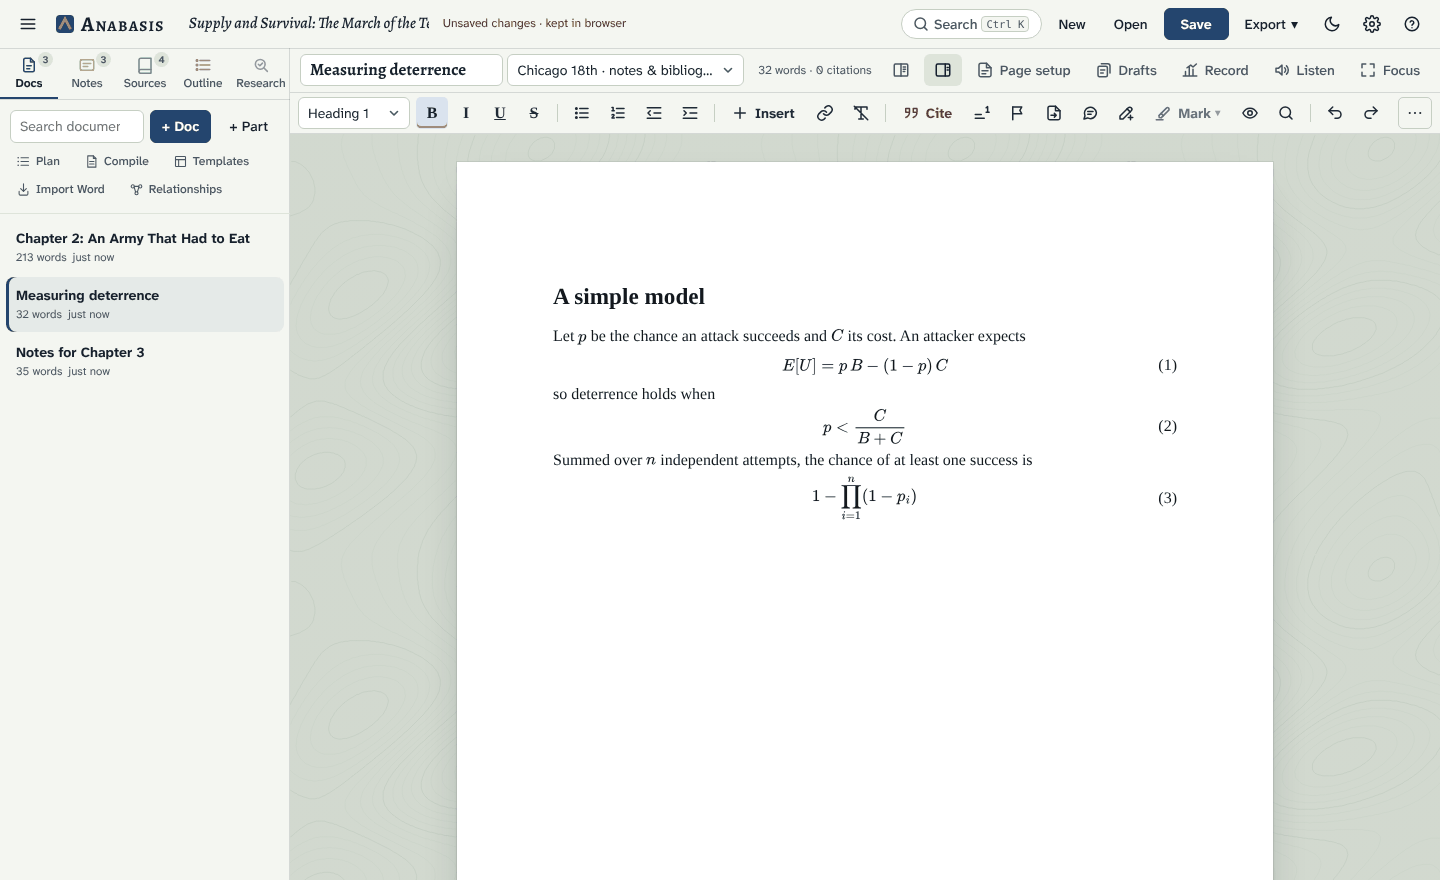 ANABASIS
Supply and Survival: The March of the Te
Unsaved changes · kept in browser
Search Ctrl K
New
Open
Save
Export ▾
Docs 3
Notes 3
Sources 4
Outline
Research
Measuring deterrence
Chicago 18th · notes & bibliog...
32 words · 0 citations
Page setup
Drafts
Record
Listen
Focus
Search documer
+ Doc
+ Part
Heading 1
B I U S
+ Insert
Cite
Mark ▾
Plan
Compile
Templates
Import Word
Relationships
Chapter 2: An Army That Had to Eat
213 words just now
Measuring deterrence
32 words just now
Notes for Chapter 3
35 words just now
A simple model
Let p be the chance an attack succeeds and C its cost. An attacker expects
E[U] = p B − (1 − p) C (1)
so deterrence holds when
p < C / (B + C) (2)
Summed over n independent attempts, the chance of at least one success is
1 − ∏_{i=1}^{n} (1 − p_i) (3)